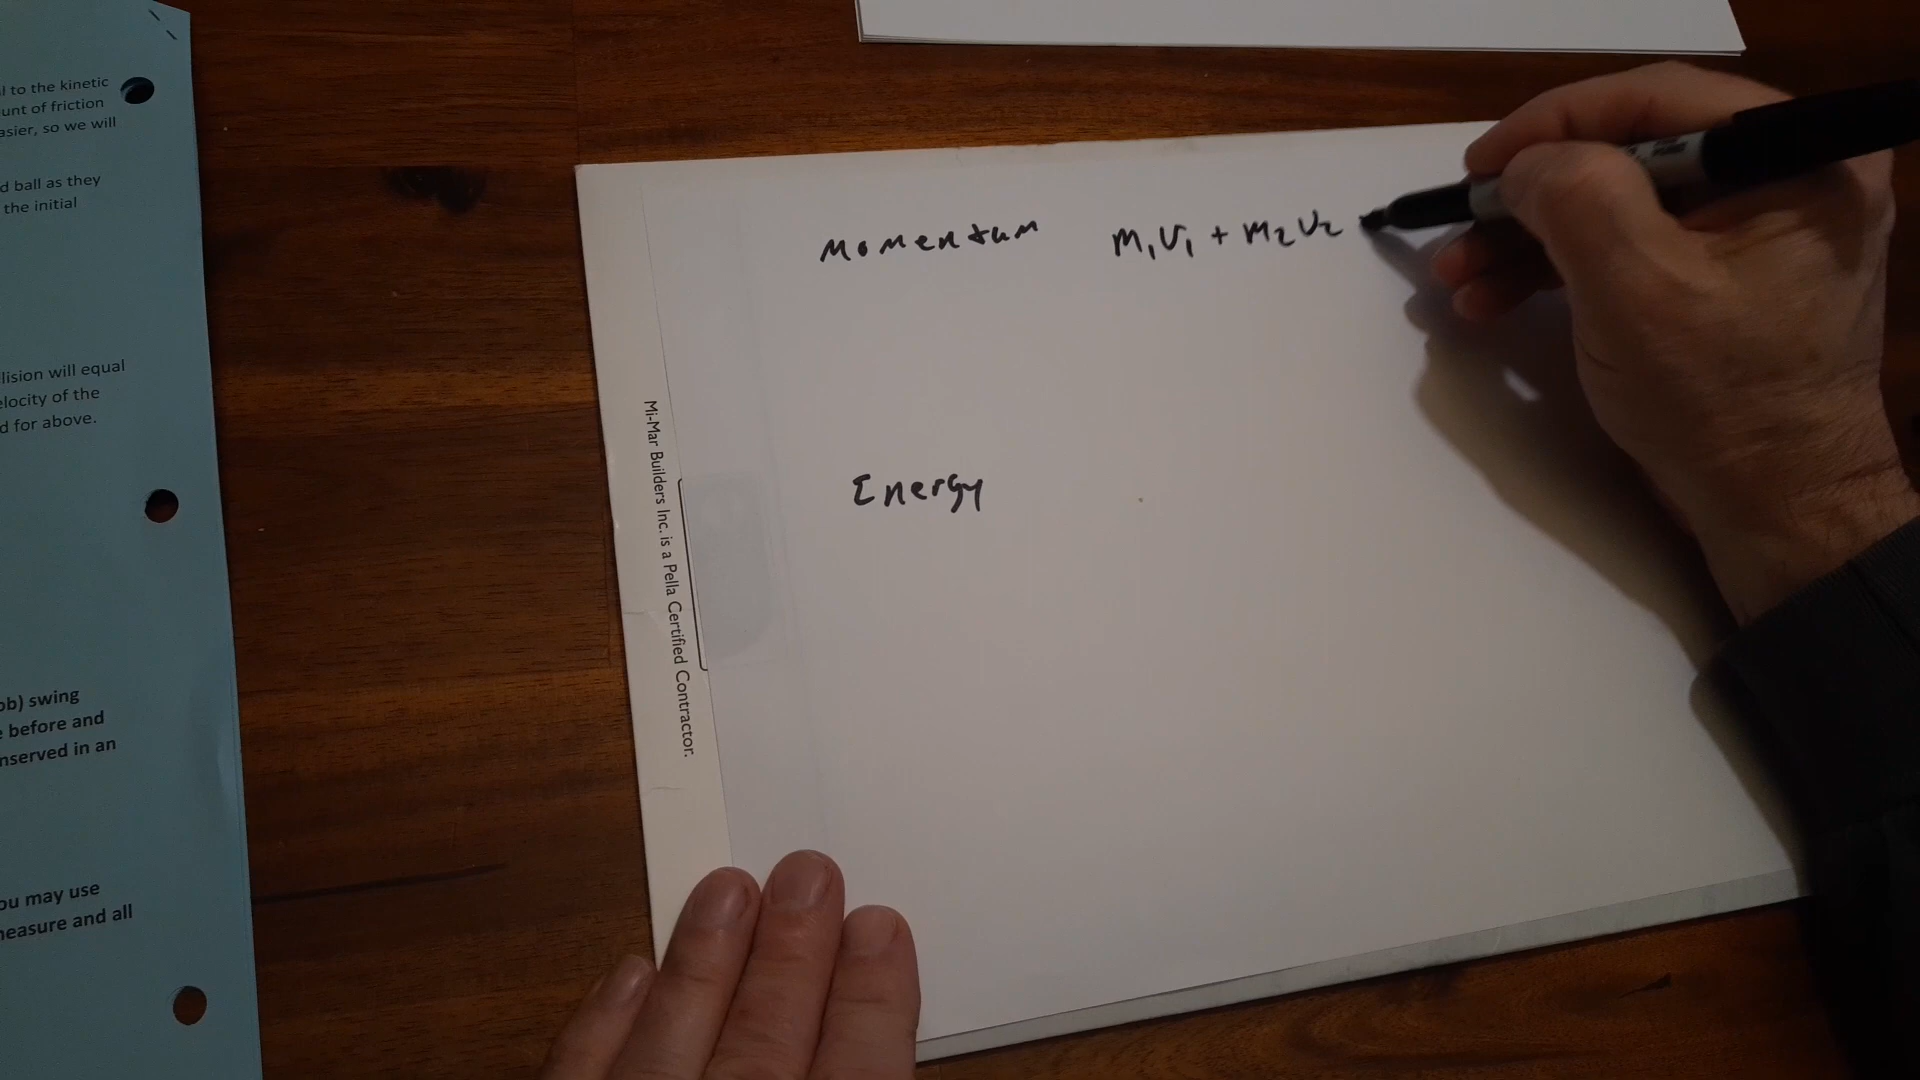 l to the kinetic
unt of friction
asier, so we will
d ball as they
the initial
lision will equal
elocity of the
d for above.
ob) swing
e before and
nserved in an
ou may use
measure and all
Momentum m₁v₁ + m₂v₂
Energy
Mi-Mar Builders Inc. is a Pella Certified Contractor.